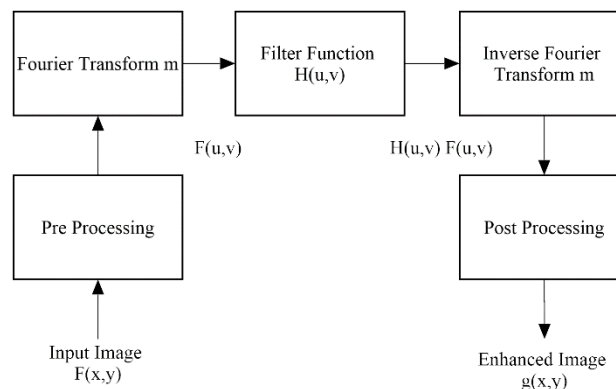 Fourier Transform m
Filter Function
H(u,v)
Inverse Fourier
Transform m
F(u,v)
H(u,v) F(u,v)
Pre Processing
Post Processing
Input Image
F(x,y)
Enhanced Image
g(x,y)